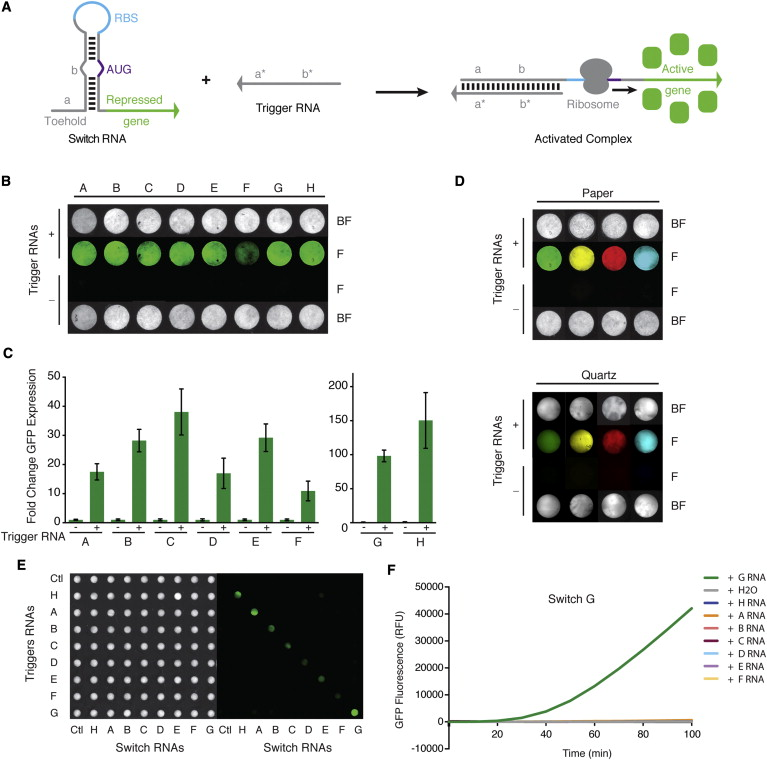 A
RBS
b
AUG
a
Repressed
Toehold
gene
Switch RNA
+
a* b*
Trigger RNA
a b
a* b*
Ribosome
Active
gene
Activated Complex
B
A B C D E F G H
Trigger RNAs
+
–
BF
F
F
BF
C
Fold Change GFP Expression
50
40
30
20
10
0
200
150
100
50
0
Trigger RNA
- + - + - + - + - + - +
A B C D E F
- + - +
G H
D
Paper
Trigger RNAs
+
–
BF
F
F
BF
Quartz
Trigger RNAs
+
–
BF
F
F
BF
E
Triggers RNAs
Ctl
H
A
B
C
D
E
F
G
Ctl H A B C D E F G
Ctl H A B C D E F G
Switch RNAs
Switch RNAs
F
Switch G
GFP Fluorescence (RFU)
50000
40000
30000
20000
10000
0
-10000
0 20 40 60 80 100
Time (min)
+ G RNA
+ H2O
+ H RNA
+ A RNA
+ B RNA
+ C RNA
+ D RNA
+ E RNA
+ F RNA